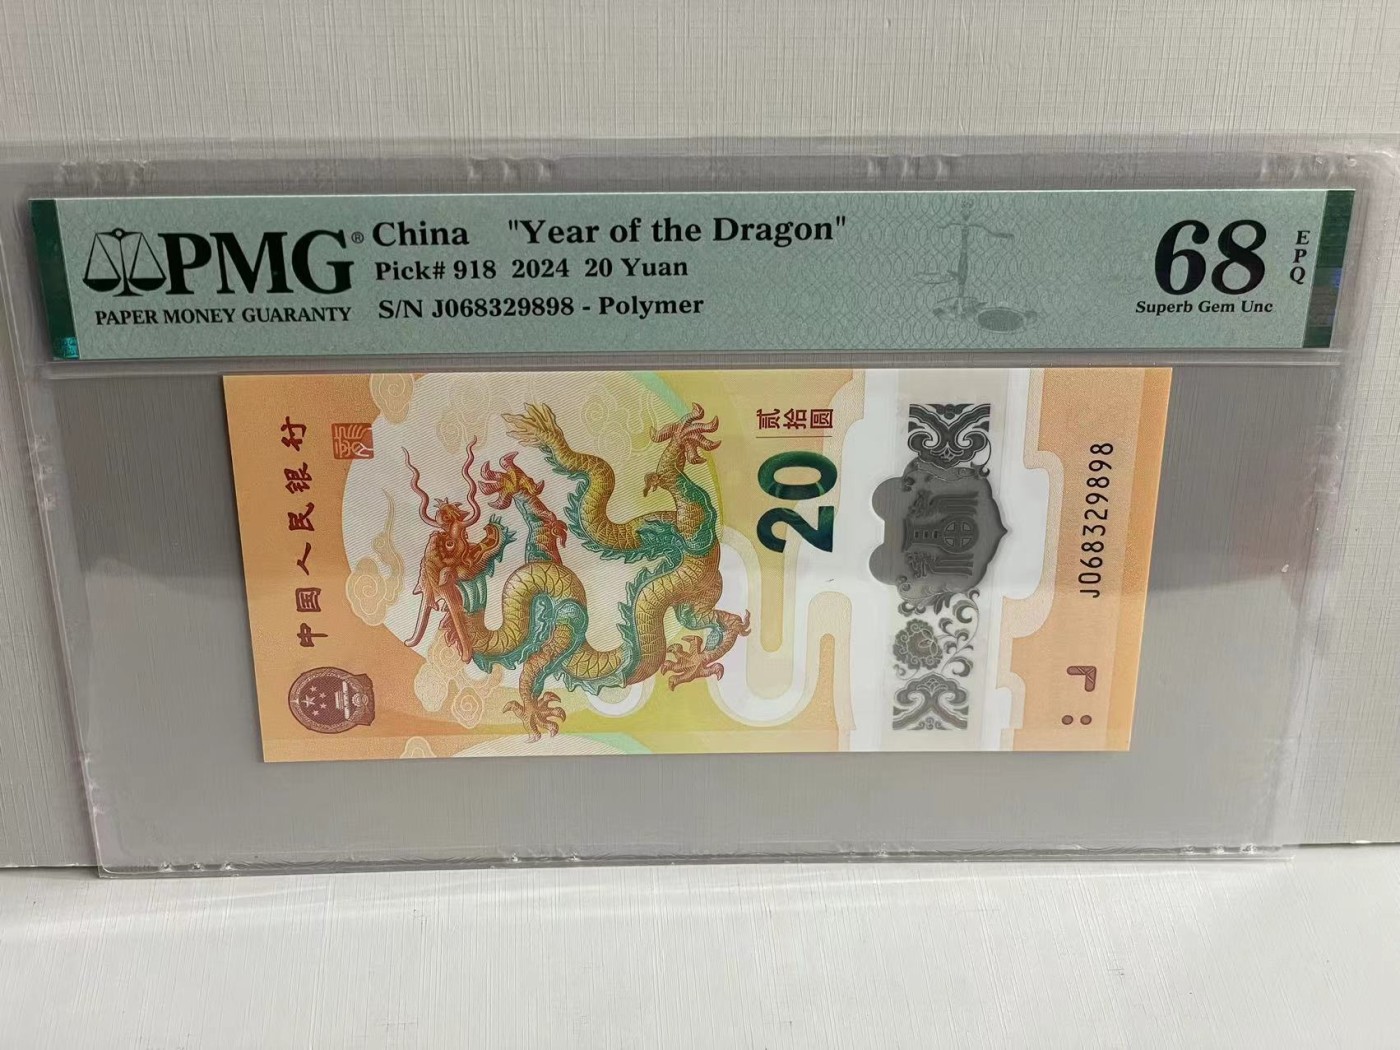 PMG®
PAPER MONEY GUARANTY
China "Year of the Dragon"
Pick# 918 2024 20 Yuan
S/N J068329898 - Polymer
68
EPQ
Superb Gem Unc
中国人民银行
贰拾圆
20
J068329898